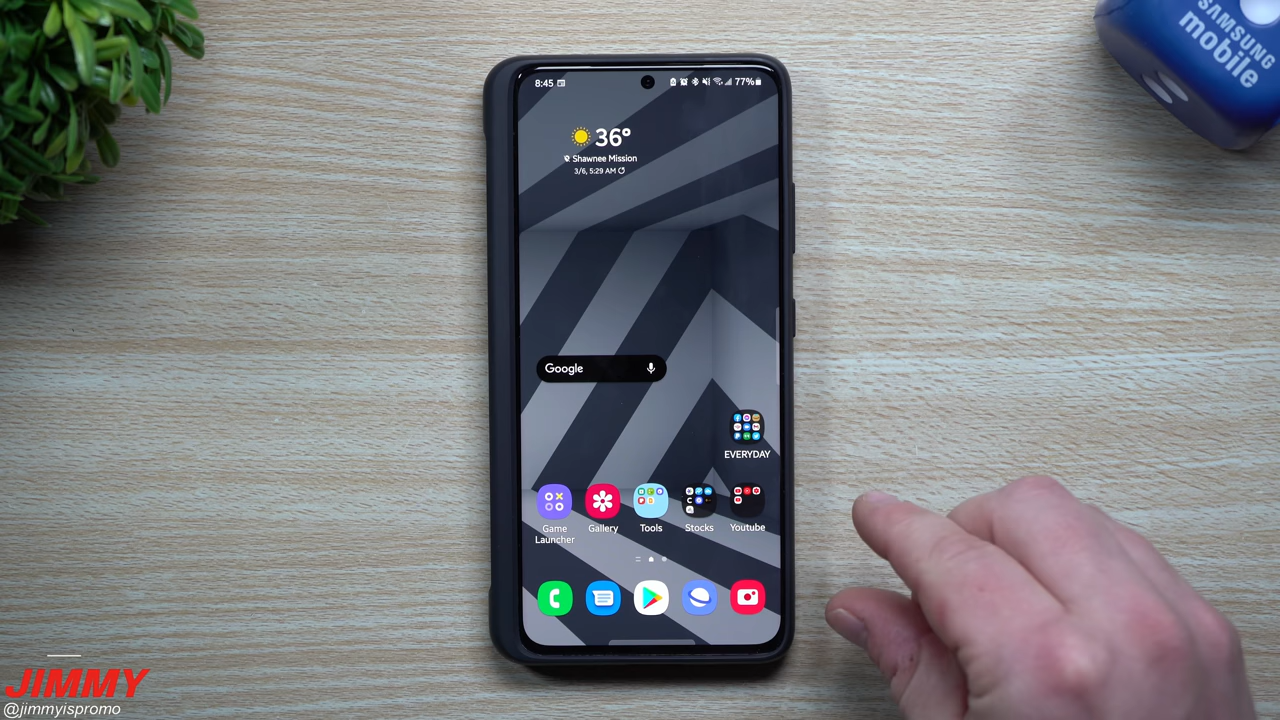 SAMSUNG
mobile
8:45
77%
36°
Shawnee Mission
3/6, 5:29 AM
Google
EVERYDAY
Game
Launcher
Gallery
Tools
Stocks
Youtube
JIMMY
@jimmyispromo